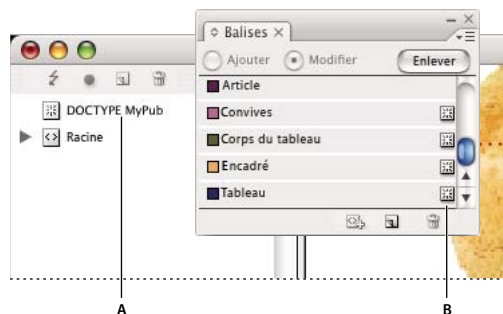 Balises ×
Ajouter
Modifier
Enlever
Article
DOCTYPE MyPub
Convives
Racine
Corps du tableau
Encadré
Tableau
A
B